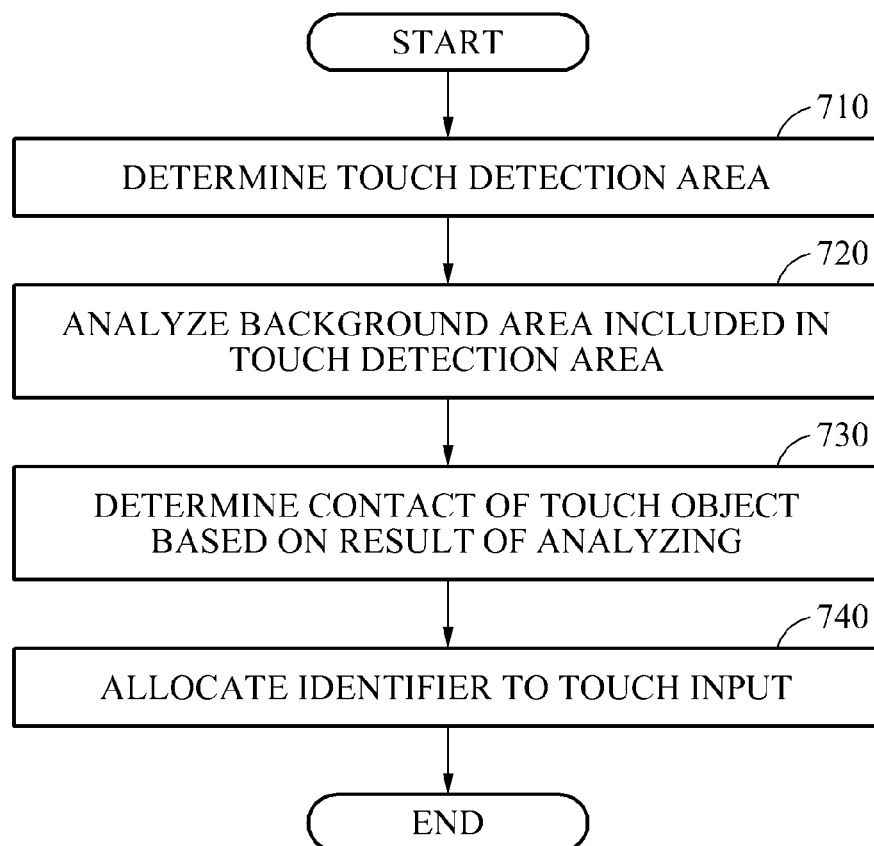 START
710
DETERMINE TOUCH DETECTION AREA
720
ANALYZE BACKGROUND AREA INCLUDED IN
TOUCH DETECTION AREA
730
DETERMINE CONTACT OF TOUCH OBJECT
BASED ON RESULT OF ANALYZING
740
ALLOCATE IDENTIFIER TO TOUCH INPUT
END